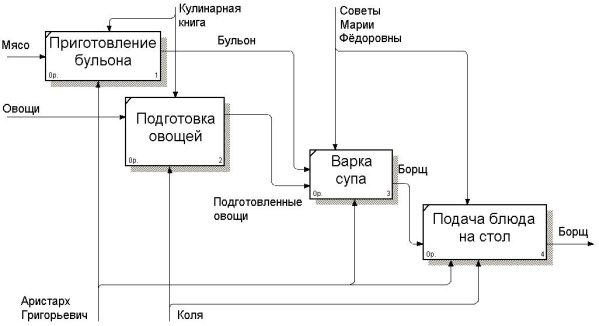 Кулинарная
книга
Советы
Марии
Фёдоровны
Мясо
Приготовление
бульона
0р.
1
Бульон
Овощи
Подготовка
овощей
0р.
2
Варка
супа
0р.
3
Борщ
Подготовленные
овощи
Подача блюда
на стол
0р.
4
Борщ
Аристарх
Григорьевич
Коля